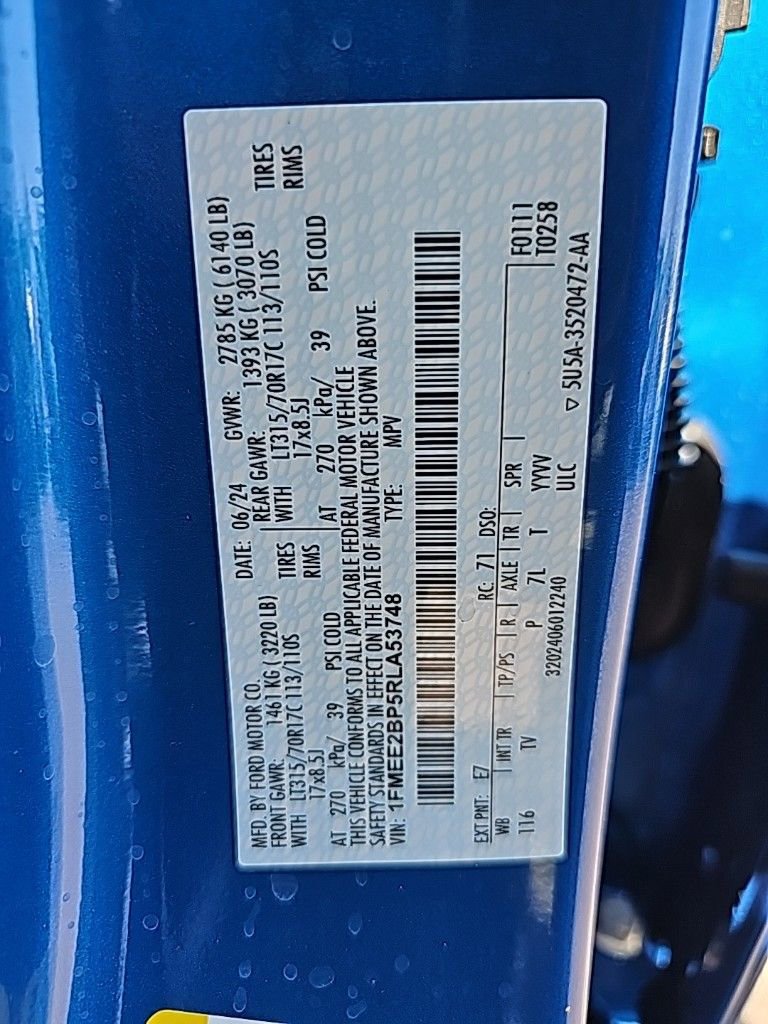 MFD. BY FORD MOTOR CO.
DATE: 06/24 GVWR: 2785 KG ( 6140 LB)
FRONT GAWR: 1461 KG ( 3220 LB)
REAR GAWR: 1393 KG ( 3070 LB)
WITH LT315/70R17C 113/110S TIRES
WITH LT315/70R17C 113/110S TIRES
17x8.5J RIMS
17x8.5J RIMS
AT 270 kPa/ 39 PSI COLD
AT 270 kPa/ 39 PSI COLD
THIS VEHICLE CONFORMS TO ALL APPLICABLE FEDERAL MOTOR VEHICLE
SAFETY STANDARDS IN EFFECT ON THE DATE OF MANUFACTURE SHOWN ABOVE.
VIN: 1FMEE2BP5RLA53748 TYPE: MPV
EXT PNT: E7 RC: 71 DSO:
WB INT TR TP/PS R AXLE TR SPR F0111
116 TV P 7L T YYVV T0258
3202406012240 ULC
▽ 5U5A-3520472-AA